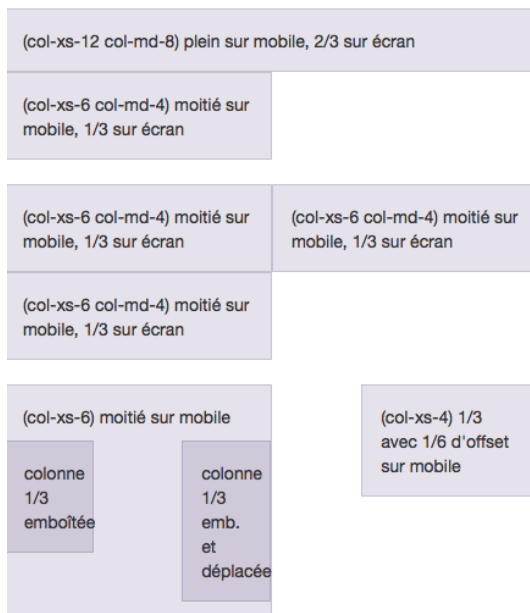 (col-xs-12 col-md-8) plein sur mobile, 2/3 sur écran
(col-xs-6 col-md-4) moitié sur
mobile, 1/3 sur écran
(col-xs-6 col-md-4) moitié sur
mobile, 1/3 sur écran
(col-xs-6 col-md-4) moitié sur
mobile, 1/3 sur écran
(col-xs-6 col-md-4) moitié sur
mobile, 1/3 sur écran
(col-xs-6) moitié sur mobile
colonne
1/3
emboîtée
colonne
1/3
emb.
et
déplacée
(col-xs-4) 1/3
avec 1/6 d'offset
sur mobile